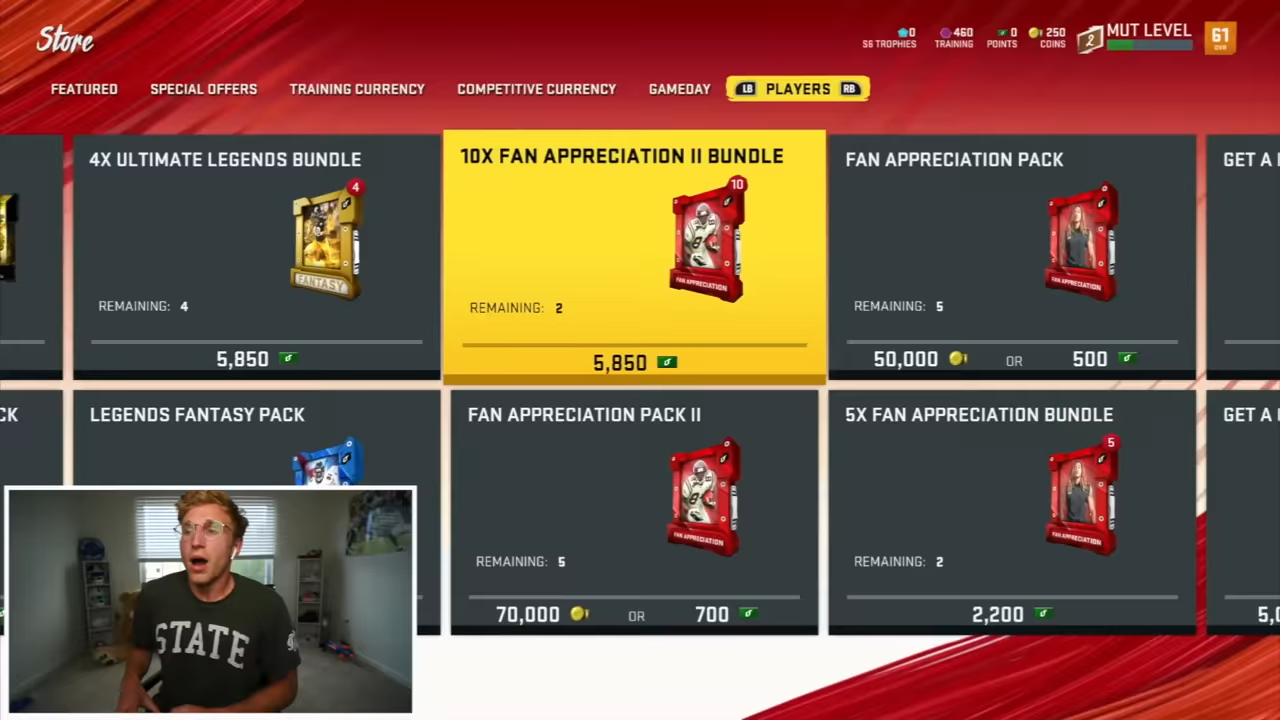 Store
0
S6 TROPHIES
460
TRAINING
0
POINTS
250
COINS
2
MUT LEVEL
61
OVR
FEATURED
SPECIAL OFFERS
TRAINING CURRENCY
COMPETITIVE CURRENCY
GAMEDAY
LB PLAYERS RB
4X ULTIMATE LEGENDS BUNDLE
4
FANTASY
REMAINING: 4
5,850
10X FAN APPRECIATION II BUNDLE
10
FAN APPRECIATION
REMAINING: 2
5,850
FAN APPRECIATION PACK
FAN APPRECIATION
REMAINING: 5
50,000 OR 500
GET A
CK
LEGENDS FANTASY PACK
FAN APPRECIATION PACK II
FAN APPRECIATION
REMAINING: 5
70,000 OR 700
5X FAN APPRECIATION BUNDLE
5
FAN APPRECIATION
REMAINING: 2
2,200
GET A
5,0
STATE